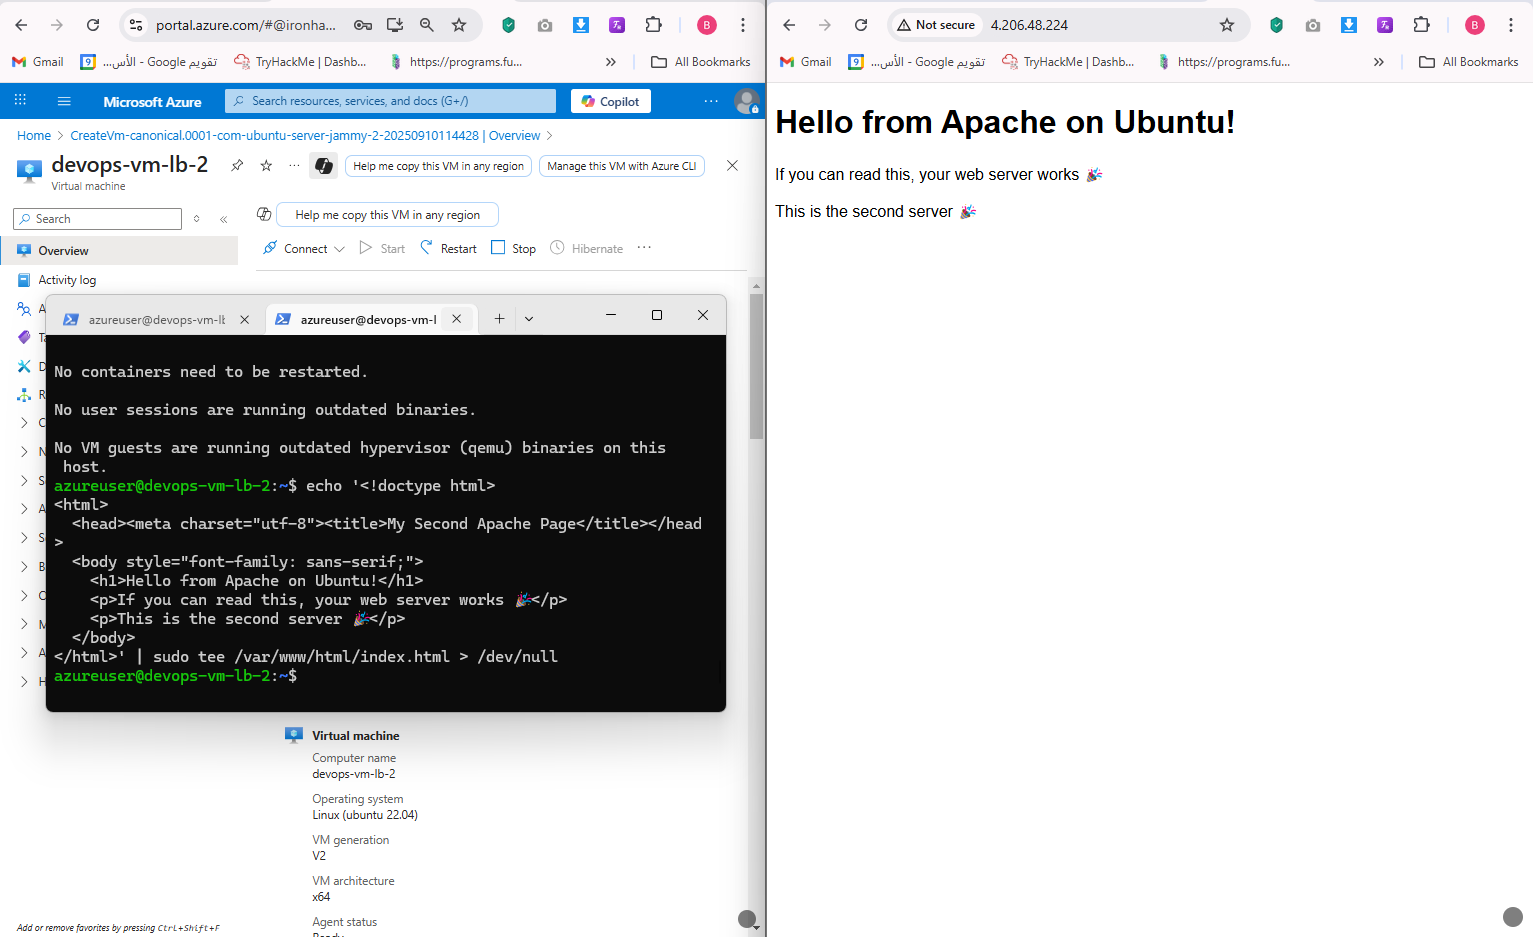 portal.azure.com/#@ironha...
B
Gmail
تقويم Google - الأس...
TryHackMe | Dashb...
https://programs.fu...
All Bookmarks
Microsoft Azure
Search resources, services, and docs (G+/)
Copilot
Home
CreateVm-canonical.0001-com-ubuntu-server-jammy-2-20250910114428 | Overview
devops-vm-lb-2
Virtual machine
Help me copy this VM in any region
Manage this VM with Azure CLI
Search
Help me copy this VM in any region
Connect
Start
Restart
Stop
Hibernate
Overview
Activity log
azureuser@devops-vm-lb
azureuser@devops-vm-l
No containers need to be restarted.
No user sessions are running outdated binaries.
No VM guests are running outdated hypervisor (qemu) binaries on this
host.
azureuser@devops-vm-lb-2:~$ echo '<!doctype html>
<html>
<head><meta charset="utf-8"><title>My Second Apache Page</title></head
>
<body style="font-family: sans-serif;">
<h1>Hello from Apache on Ubuntu!</h1>
<p>If you can read this, your web server works 🎉</p>
<p>This is the second server 🎉</p>
</body>
</html>' | sudo tee /var/www/html/index.html > /dev/null
azureuser@devops-vm-lb-2:~$
Virtual machine
Computer name
devops-vm-lb-2
Operating system
Linux (ubuntu 22.04)
VM generation
V2
VM architecture
x64
Agent status
Add or remove favorites by pressing Ctrl+Shift+F
Not secure
4.206.48.224
B
Gmail
تقويم Google - الأس...
TryHackMe | Dashb...
https://programs.fu...
All Bookmarks
Hello from Apache on Ubuntu!
If you can read this, your web server works 🎉
This is the second server 🎉